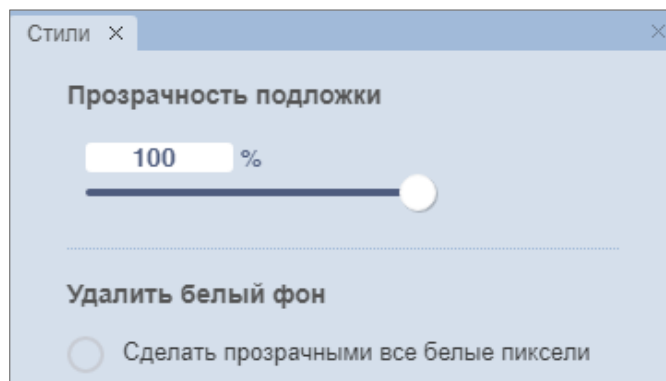 Стили
Прозрачность подложки
100 %
Удалить белый фон
Сделать прозрачными все белые пиксели